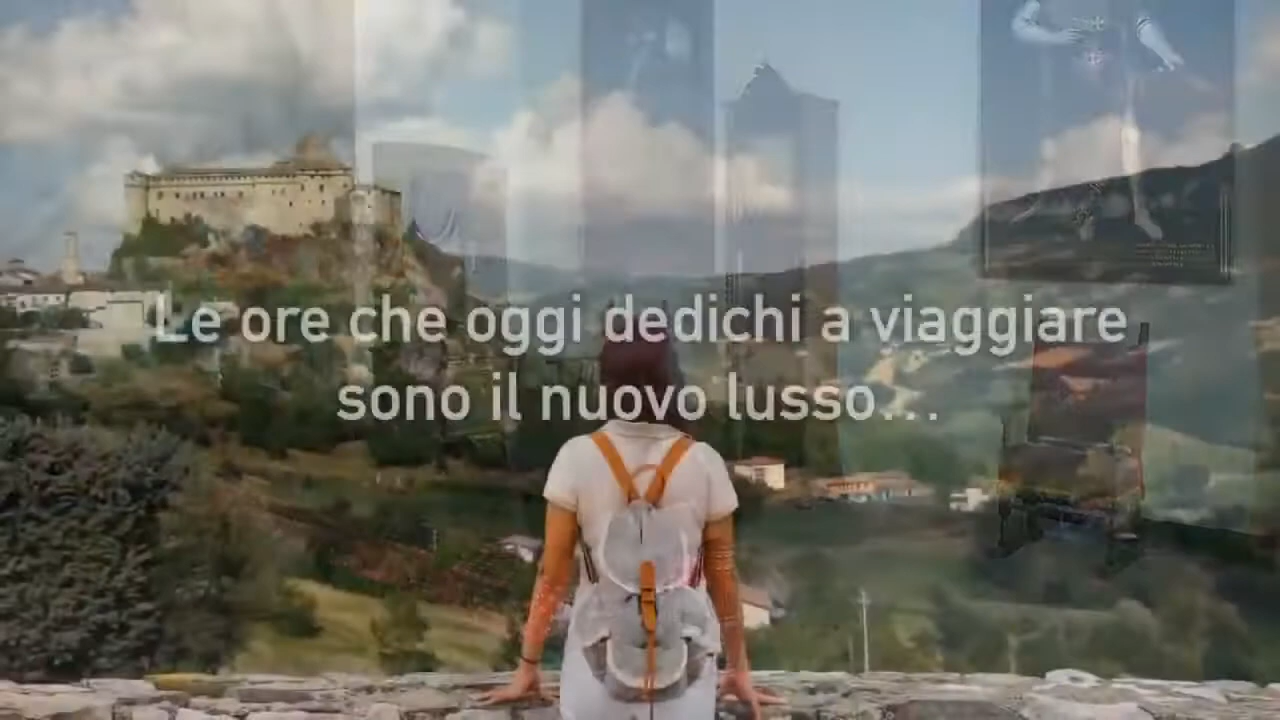 Le ore che oggi dedichi a viaggiare
sono il nuovo lusso…